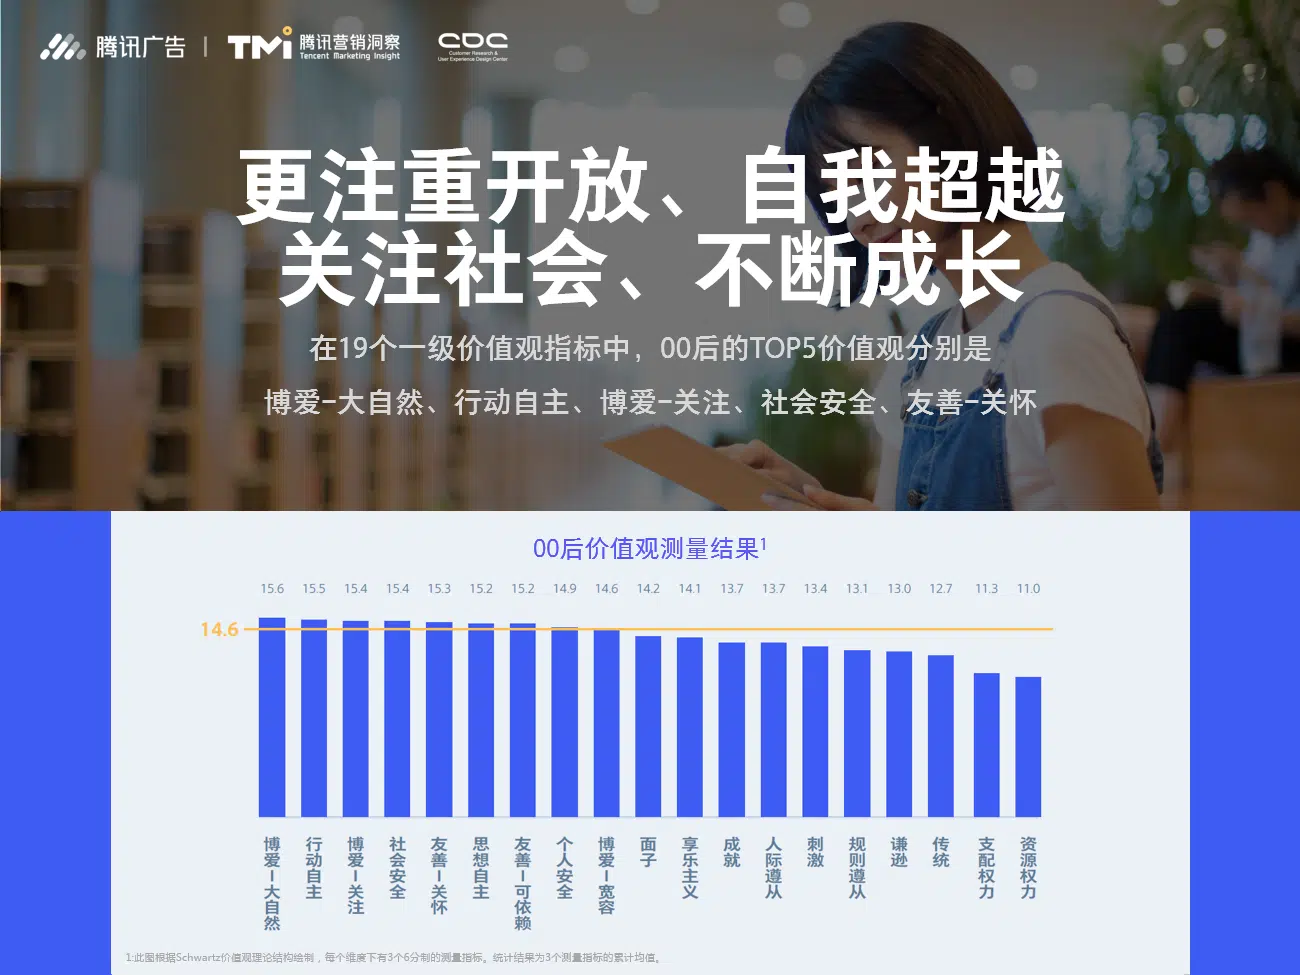 腾讯广告 | TMi 腾讯营销洞察
Tencent Marketing Insight
CDC
Customer Research &
User Experience Design Center
更注重开放、自我超越
关注社会、不断成长
在19个一级价值观指标中，00后的TOP5价值观分别是
博爱-大自然、行动自主、博爱-关注、社会安全、友善-关怀
00后价值观测量结果1
15.6 15.5 15.4 15.4 15.3 15.2 15.2 14.9 14.6 14.2 14.1 13.7 13.7 13.4 13.1 13.0 12.7 11.3 11.0
14.6
博爱-大自然
行动自主
博爱-关注
社会安全
友善-关怀
思想自主
友善-可依赖
个人安全
博爱-宽容
面子
享乐主义
成就
人际遵从
刺激
规则遵从
谦逊
传统
支配权力
资源权力
1:此图根据Schwartz价值观理论结构绘制，每个维度下有3个6分制的测量指标。统计结果为3个测量指标的累计均值。